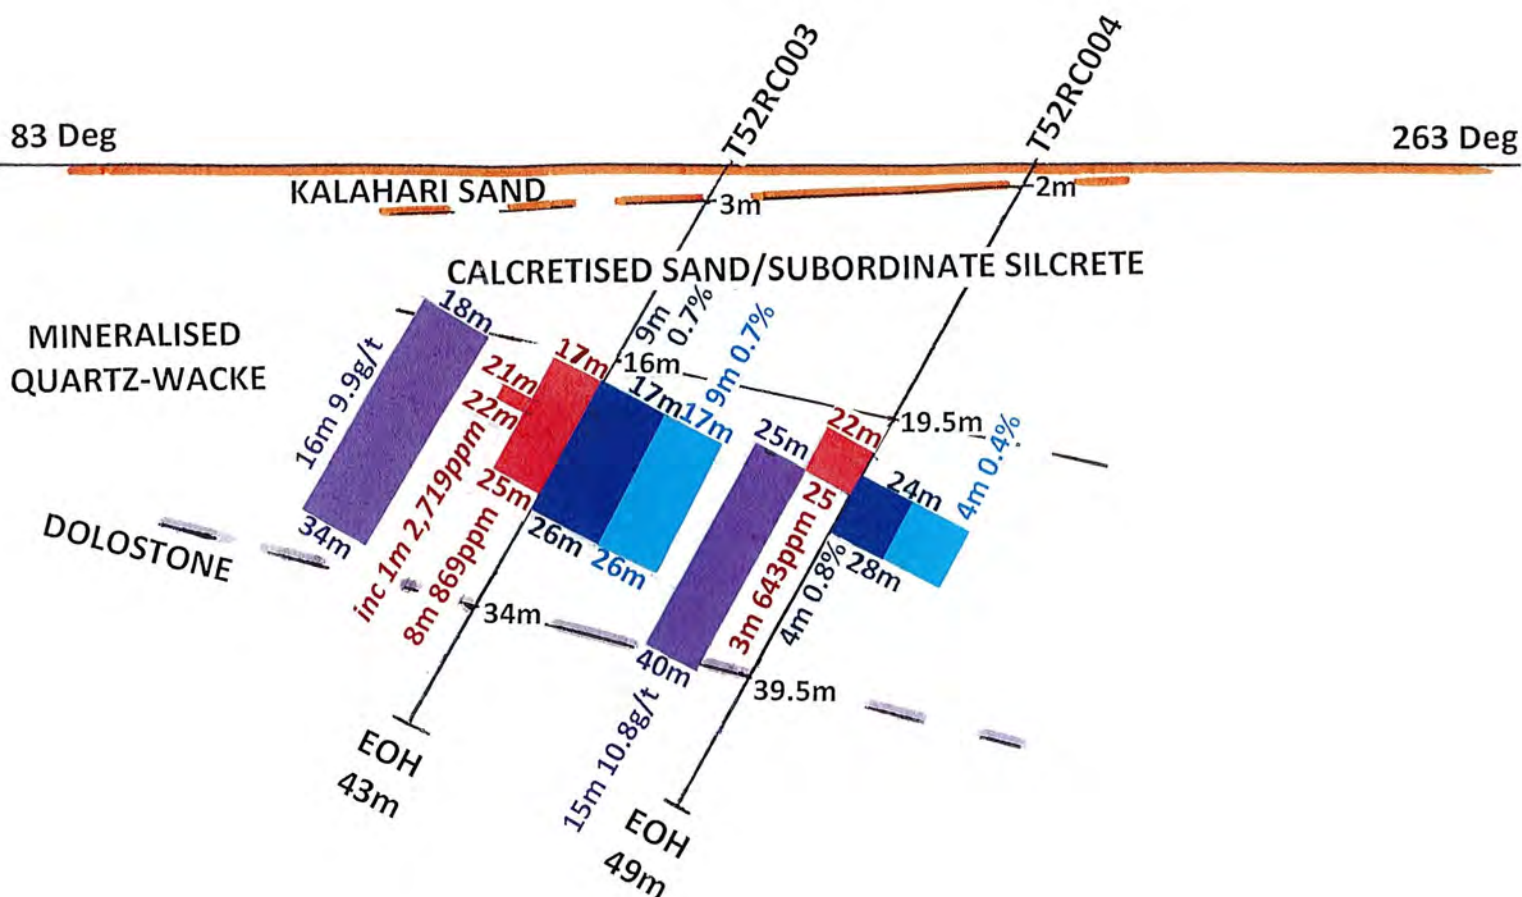 T52RC003
T52RC004
83 Deg
263 Deg
KALAHARI SAND
3m
2m
CALCRETISED SAND/SUBORDINATE SILCRETE
MINERALISED
QUARTZ-WACKE
18m
16m 9.9g/t
34m
17m
21m
22m
25m
inc 1m 2,719ppm
8m 869ppm
9m
0.7%
16m
17m
26m
9m 0.7%
17m
26m
19.5m
25m
40m
15m 10.8g/t
22m
25
3m 643ppm
24m
28m
4m 0.8%
4m 0.4%
DOLOSTONE
34m
39.5m
EOH
43m
EOH
49m